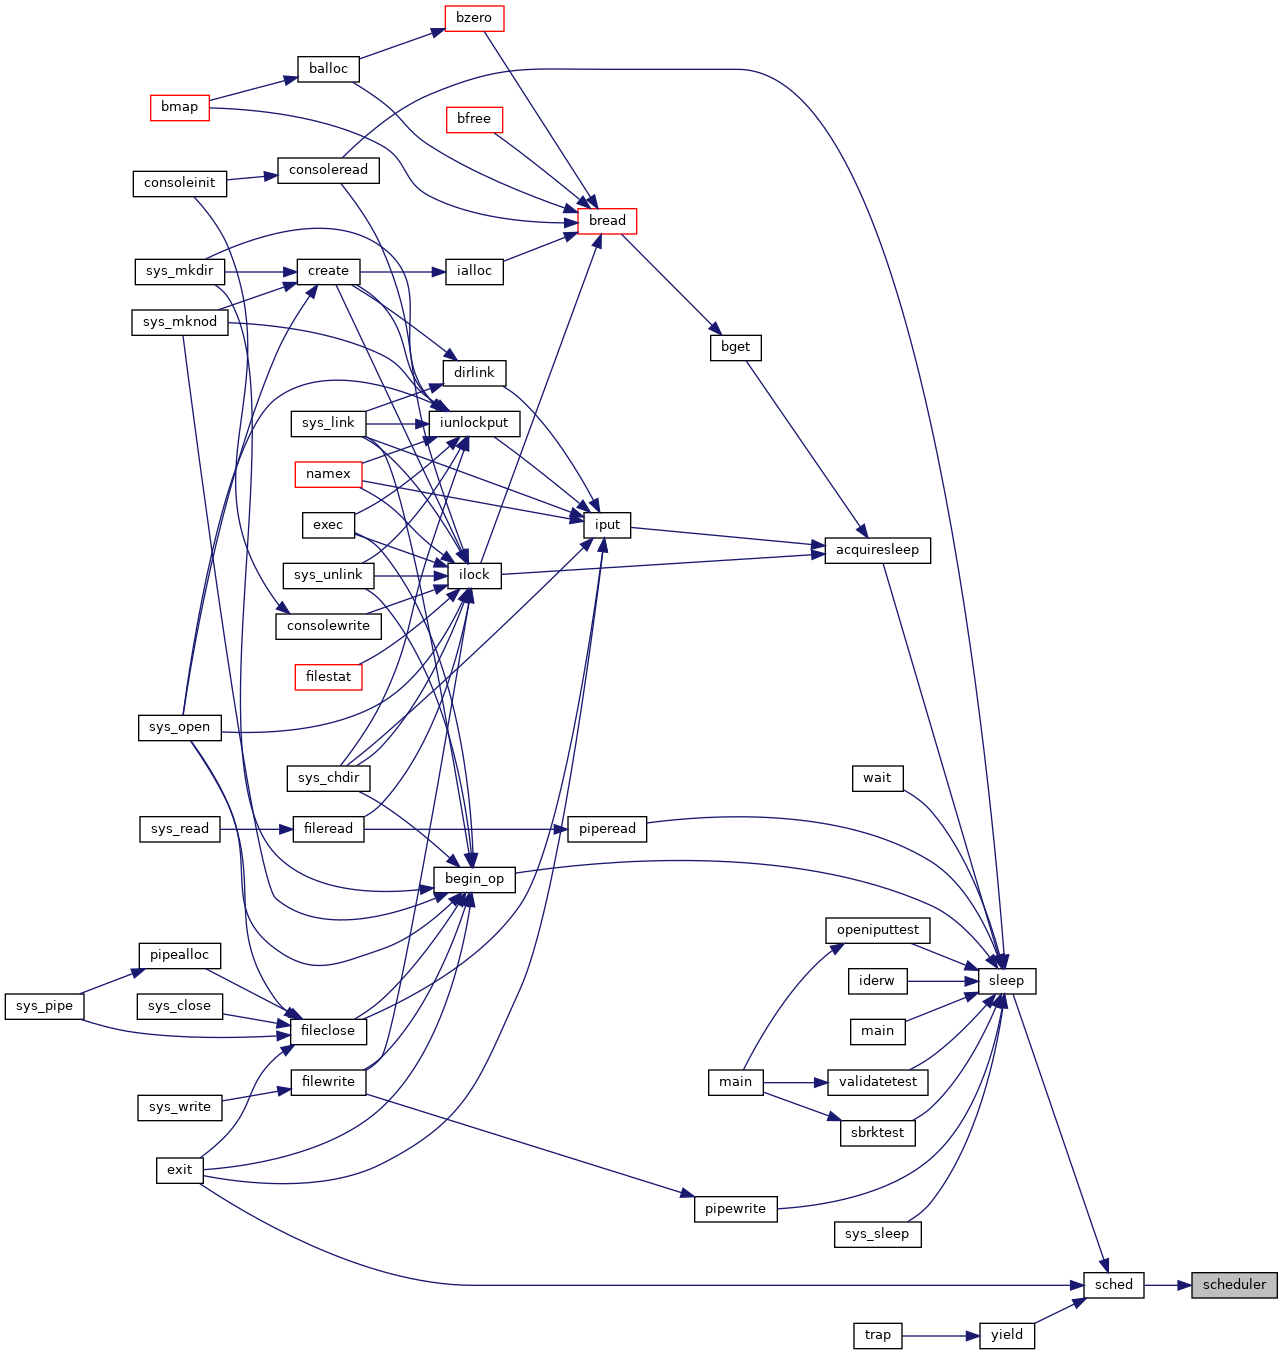 bzero
balloc
bmap
bfree
consoleread
consoleinit
bread
sys_mkdir
create
ialloc
sys_mknod
bget
dirlink
sys_link
iunlockput
namex
exec
iput
acquiresleep
sys_unlink
ilock
consolewrite
filestat
sys_open
sys_chdir
wait
sys_read
fileread
piperead
begin_op
openiputtest
pipealloc
iderw
sleep
sys_pipe
sys_close
fileclose
main
filewrite
main
validatetest
sys_write
sbrktest
exit
pipewrite
sys_sleep
sched
scheduler
trap
yield